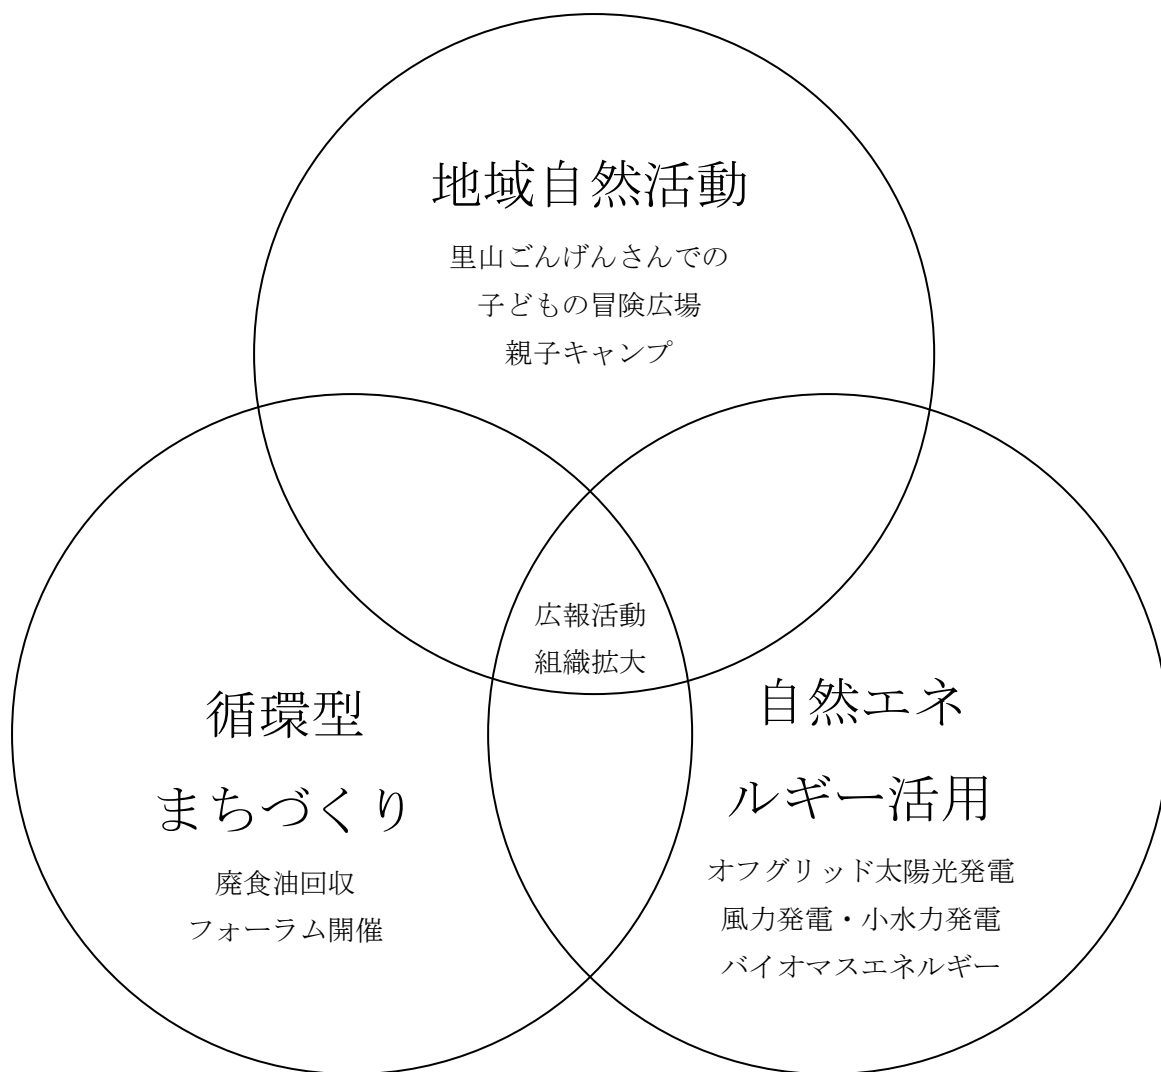 地域自然活動
里山ごんげんさんでの
子どもの冒険広場
親子キャンプ
広報活動
組織拡大
循環型
まちづくり
廃食油回収
フォーラム開催
自然エネ
ルギー活用
オフグリッド太陽光発電
風力発電・小水力発電
バイオマスエネルギー